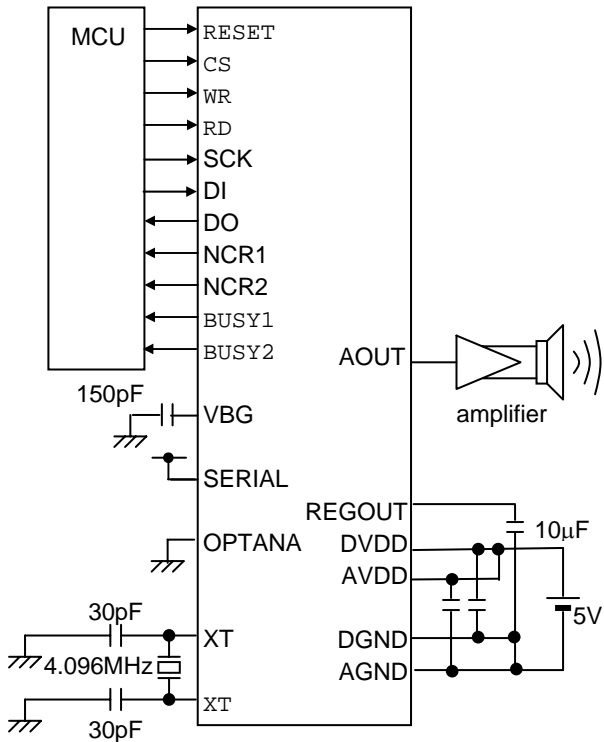 MCU
RESET
CS
WR
RD
SCK
DI
DO
NCR1
NCR2
BUSY1
BUSY2
150pF
VBG
SERIAL
OPTANA
30pF
XT
4.096MHz
XT
30pF
AOUT
amplifier
REGOUT
10μF
DVDD
AVDD
5V
DGND
AGND